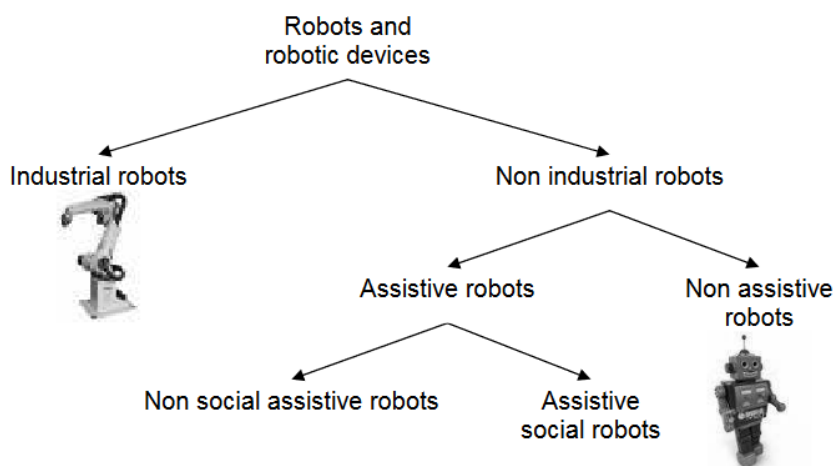 Robots and
robotic devices
Industrial robots
Non industrial robots
Assistive robots
Non assistive
robots
Non social assistive robots
Assistive
social robots